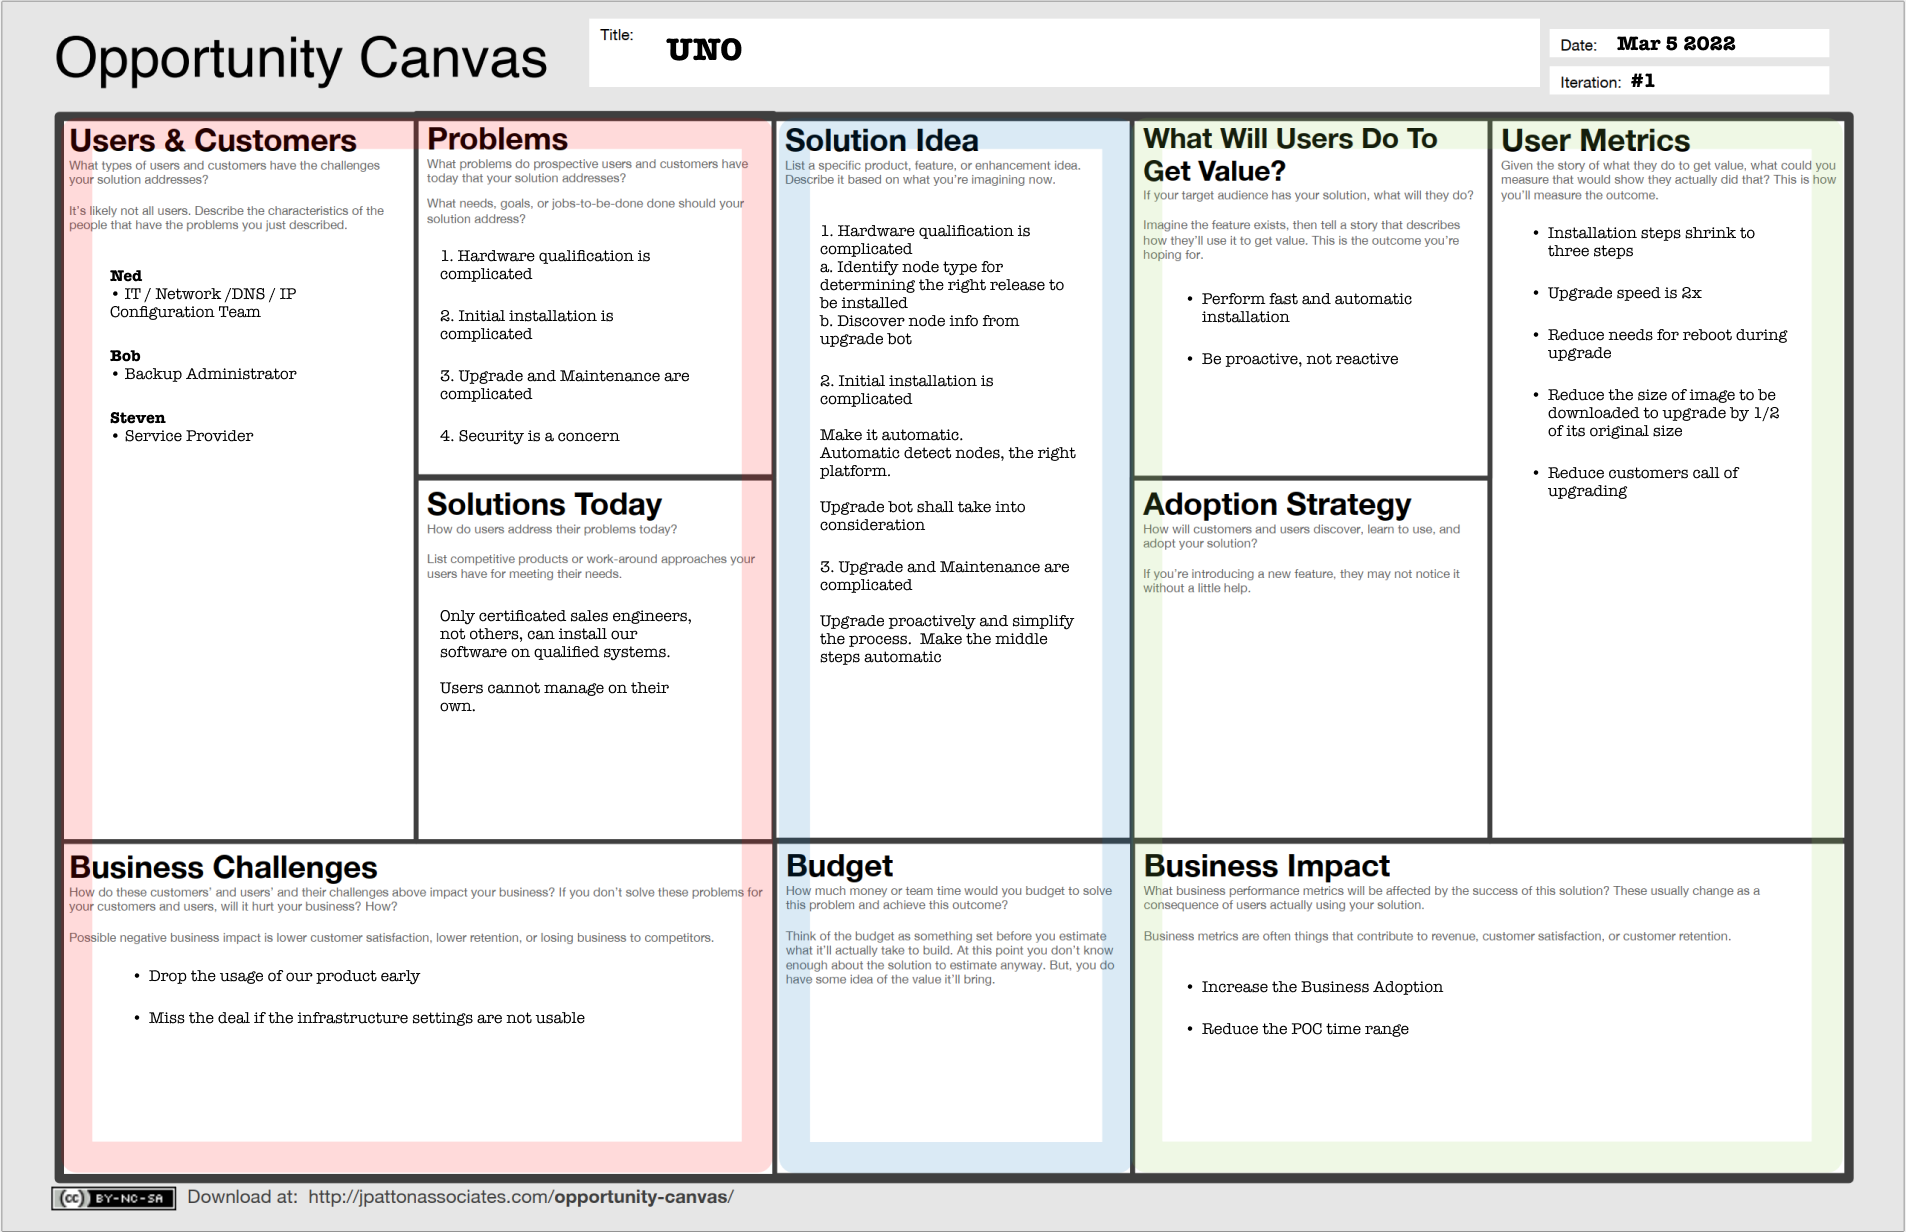 Opportunity Canvas
Title: UNO
Date: Mar 5 2022
Iteration: #1
Users & Customers
What types of users and customers have the challenges
your solution addresses?
It's likely not all users. Describe the characteristics of the
people that have the problems you just described.
Ned
• IT / Network /DNS / IP
Configuration Team
Bob
• Backup Administrator
Steven
• Service Provider
Problems
What problems do prospective users and customers have
today that your solution addresses?
What needs, goals, or jobs-to-be-done done should your
solution address?
1. Hardware qualification is
complicated
2. Initial installation is
complicated
3. Upgrade and Maintenance are
complicated
4. Security is a concern
Solutions Today
How do users address their problems today?
List competitive products or work-around approaches your
users have for meeting their needs.
Only certificated sales engineers,
not others, can install our
software on qualified systems.
Users cannot manage on their
own.
Solution Idea
List a specific product, feature, or enhancement idea.
Describe it based on what you're imagining now.
1. Hardware qualification is
complicated
a. Identify node type for
determining the right release to
be installed
b. Discover node info from
upgrade bot
2. Initial installation is
complicated
Make it automatic.
Automatic detect nodes, the right
platform.
Upgrade bot shall take into
consideration
3. Upgrade and Maintenance are
complicated
Upgrade proactively and simplify
the process.  Make the middle
steps automatic
What Will Users Do To
Get Value?
If your target audience has your solution, what will they do?
Imagine the feature exists, then tell a story that describes
how they'll use it to get value. This is the outcome you're
hoping for.
• Perform fast and automatic
installation
• Be proactive, not reactive
Adoption Strategy
How will customers and users discover, learn to use, and
adopt your solution?
If you're introducing a new feature, they may not notice it
without a little help.
User Metrics
Given the story of what they do to get value, what could you
measure that would show they actually did that? This is how
you'll measure the outcome.
• Installation steps shrink to
three steps
• Upgrade speed is 2x
• Reduce needs for reboot during
upgrade
• Reduce the size of image to be
downloaded to upgrade by 1/2
of its original size
• Reduce customers call of
upgrading
Business Challenges
How do these customers' and users' and their challenges above impact your business? If you don't solve these problems for
your customers and users, will it hurt your business? How?
Possible negative business impact is lower customer satisfaction, lower retention, or losing business to competitors.
• Drop the usage of our product early
• Miss the deal if the infrastructure settings are not usable
Budget
How much money or team time would you budget to solve
this problem and achieve this outcome?
Think of the budget as something set before you estimate
what it'll actually take to build. At this point you don't know
enough about the solution to estimate anyway. But, you do
have some idea of the value it'll bring.
Business Impact
What business performance metrics will be affected by the success of this solution? These usually change as a
consequence of users actually using your solution.
Business metrics are often things that contribute to revenue, customer satisfaction, or customer retention.
• Increase the Business Adoption
• Reduce the POC time range
cc BY-NC-SA
Download at:  http://jpattonassociates.com/opportunity-canvas/